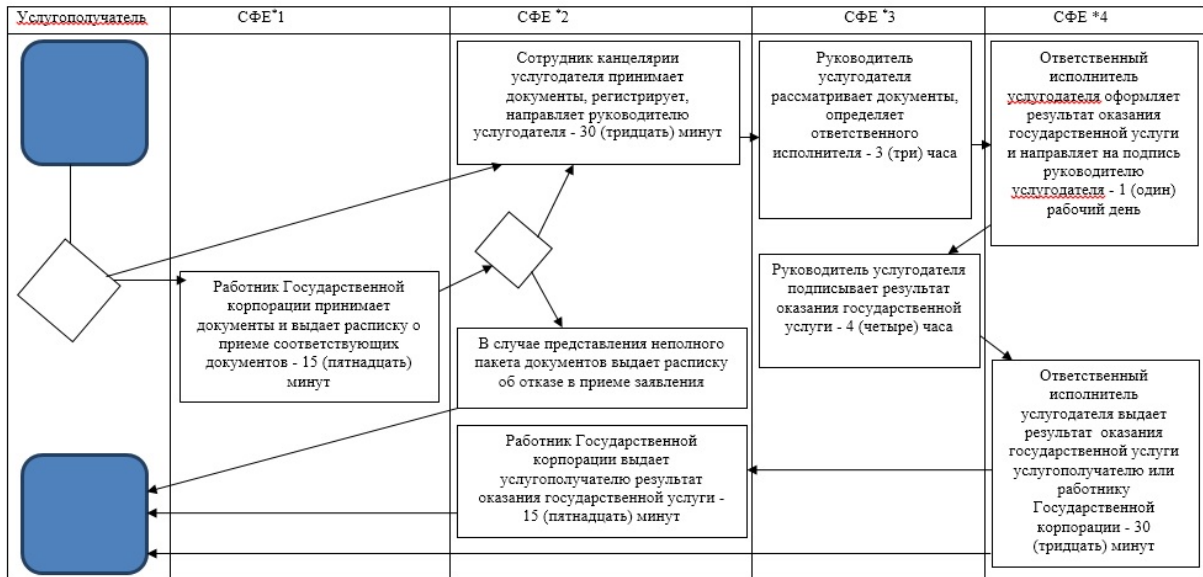 Услугополучатель
СФЕ*1
СФЕ *2
СФЕ *3
СФЕ *4
Сотрудник канцелярии
услугодателя принимает
документы, регистрирует,
направляет руководителю
услугодателя - 30 (тридцать) минут
Руководитель
услугодателя
рассматривает документы,
определяет
ответственного
исполнителя - 3 (три) часа
Ответственный
исполнитель
услугодателя оформляет
результат оказания
государственной услуги
и направляет на подпись
руководителю
услугодателя - 1 (один)
рабочий день
Работник Государственной
корпорации принимает
документы и выдает расписку о
приеме соответствующих
документов - 15 (пятнадцать)
минут
Руководитель услугодателя
подписывает результат
оказания государственной
услуги - 4 (четыре) часа
В случае представления неполного
пакета документов выдает расписку
об отказе в приеме заявления
Ответственный
исполнитель
услугодателя выдает
результат оказания
государственной услуги
услугополучателю или
работнику
Государственной
корпорации - 30
(тридцать) минут
Работник Государственной
корпорации выдает
услугополучателю результат
оказания государственной услуги -
15 (пятнадцать) минут